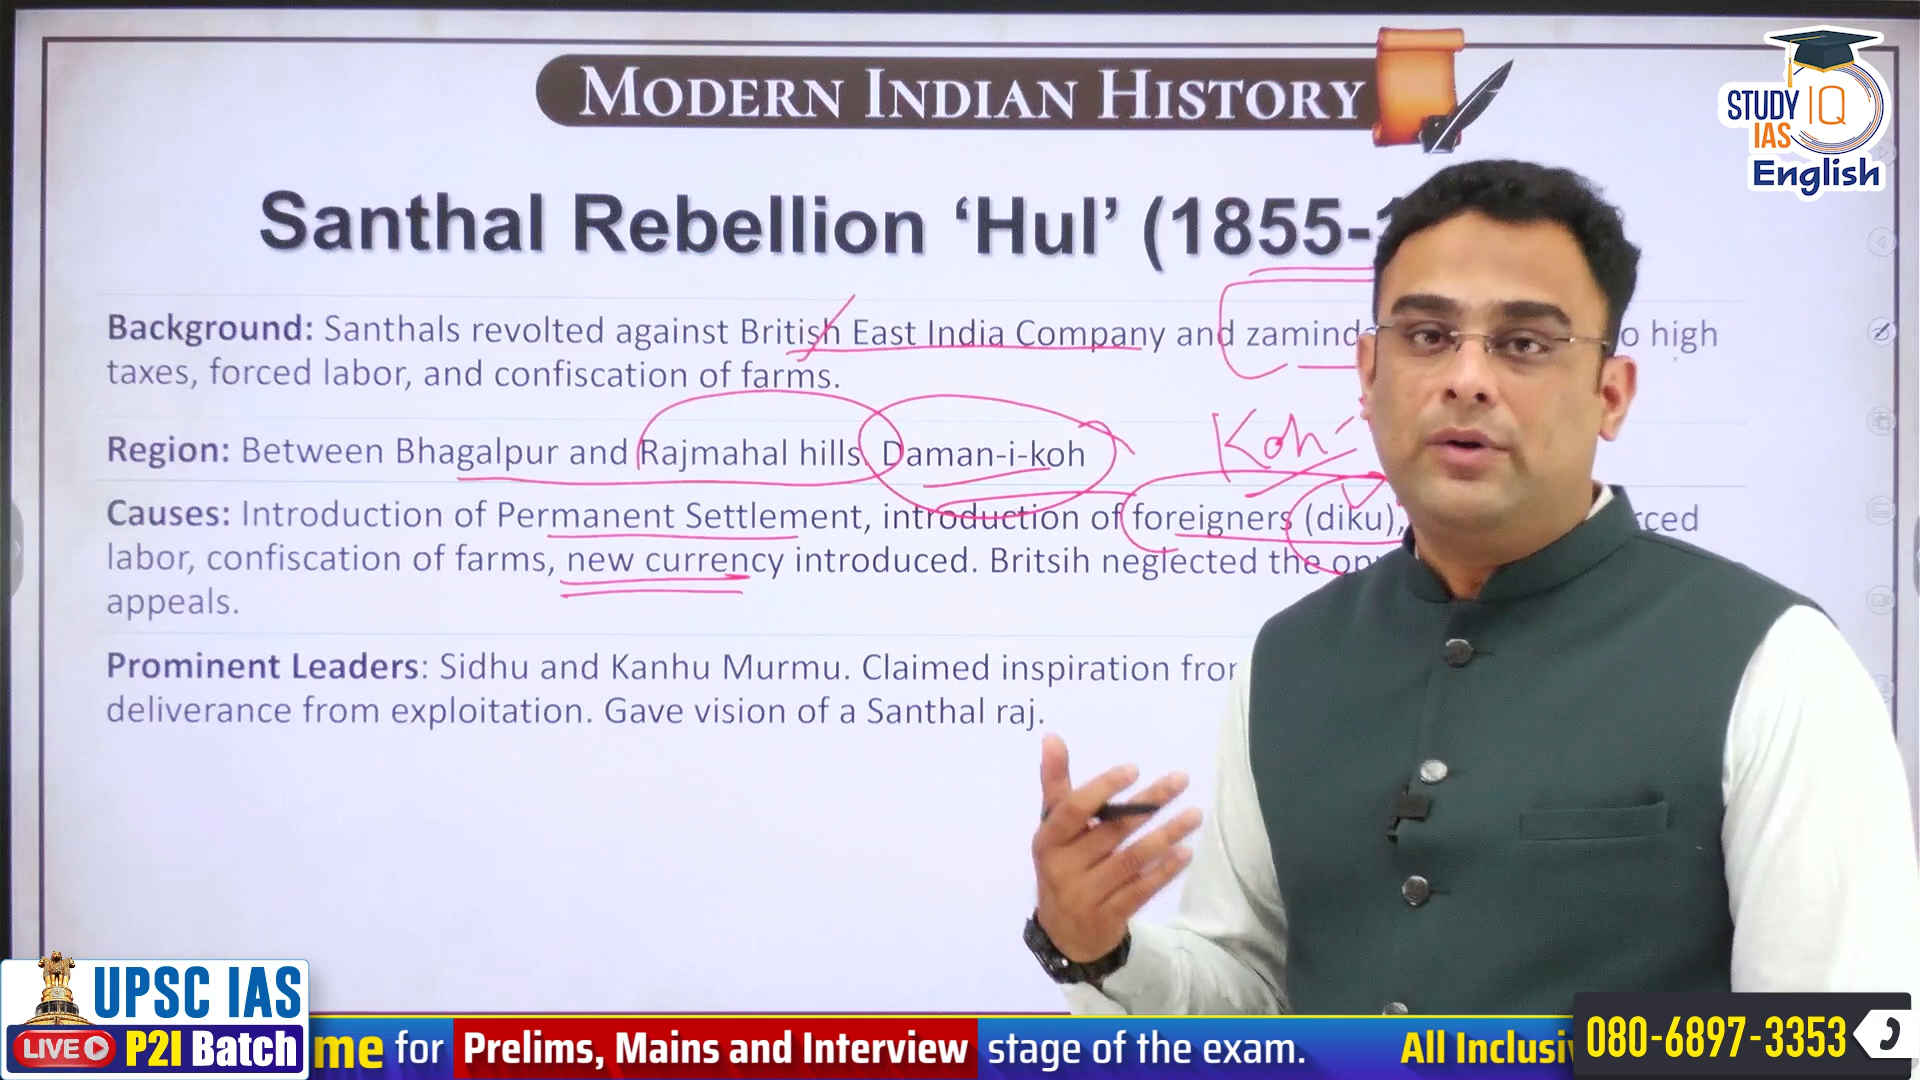 MODERN INDIAN HISTORY
STUDY IQ
IAS
English
Santhal Rebellion ‘Hul’ (1855-
Background: Santhals revolted against British East India Company and zamind o high
taxes, forced labor, and confiscation of farms.
Region: Between Bhagalpur and Rajmahal hills. Daman-i-koh
Koh
Causes: Introduction of Permanent Settlement, introduction of foreigners (diku), rced
labor, confiscation of farms, new currency introduced. Britsih neglected the
appeals.
Prominent Leaders: Sidhu and Kanhu Murmu. Claimed inspiration
deliverance from exploitation. Gave vision of a Santhal raj.
UPSC IAS
LIVE P2I Batch
me for Prelims, Mains and Interview stage of the exam. All Inclusi
080-6897-3353